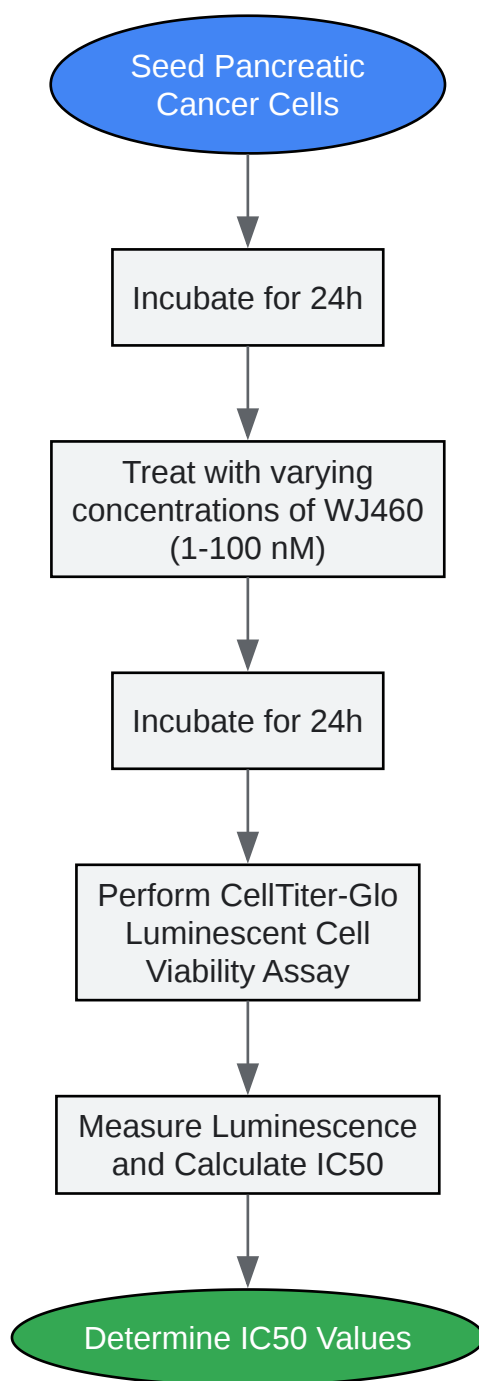 Seed Pancreatic
Cancer Cells
Incubate for 24h
Treat with varying
concentrations of WJ460
(1-100 nM)
Incubate for 24h
Perform CellTiter-Glo
Luminescent Cell
Viability Assay
Measure Luminescence
and Calculate IC50
Determine IC50 Values